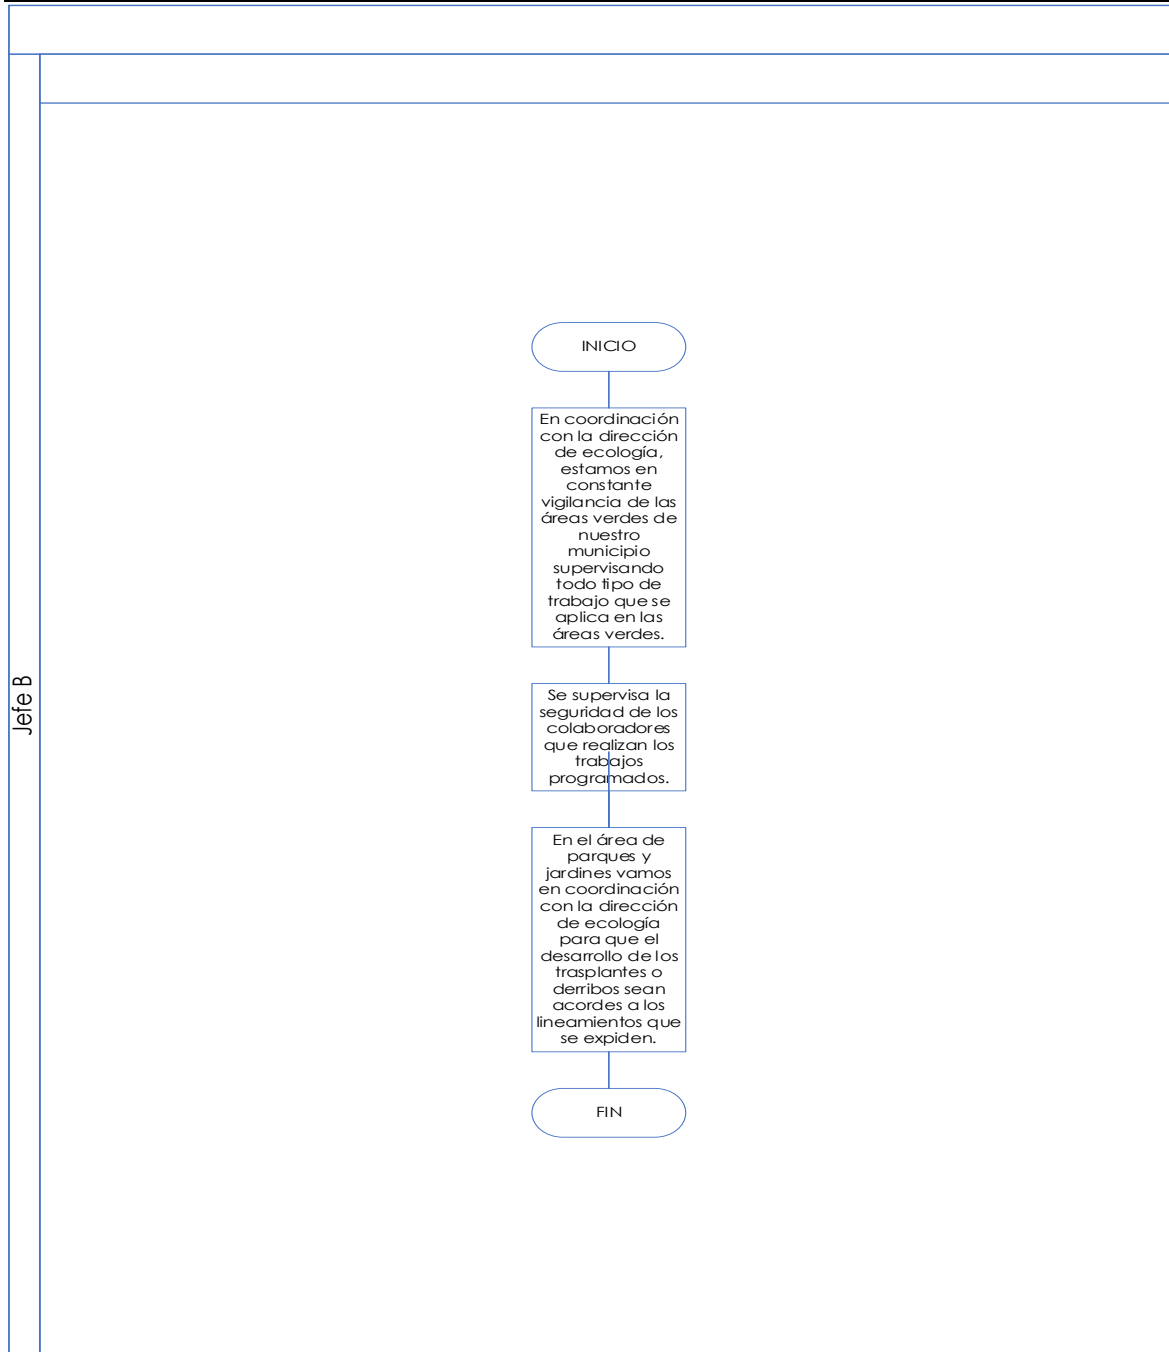 INICIO
En coordinación
con la dirección
de ecología,
estamos en
constante
vigilancia de las
áreas verdes de
nuestro
municipio
supervisando
todo tipo de
trabajo que se
aplica en las
áreas verdes.
Jefe B
Se supervisa la
seguridad de los
colaboradores
que realizan los
trabajos
programados.
En el área de
parques y
jardines vamos
en coordinación
con la dirección
de ecología
para que el
desarrollo de los
trasplantes o
derribos sean
acordes a los
lineamientos que
se expiden.
FIN